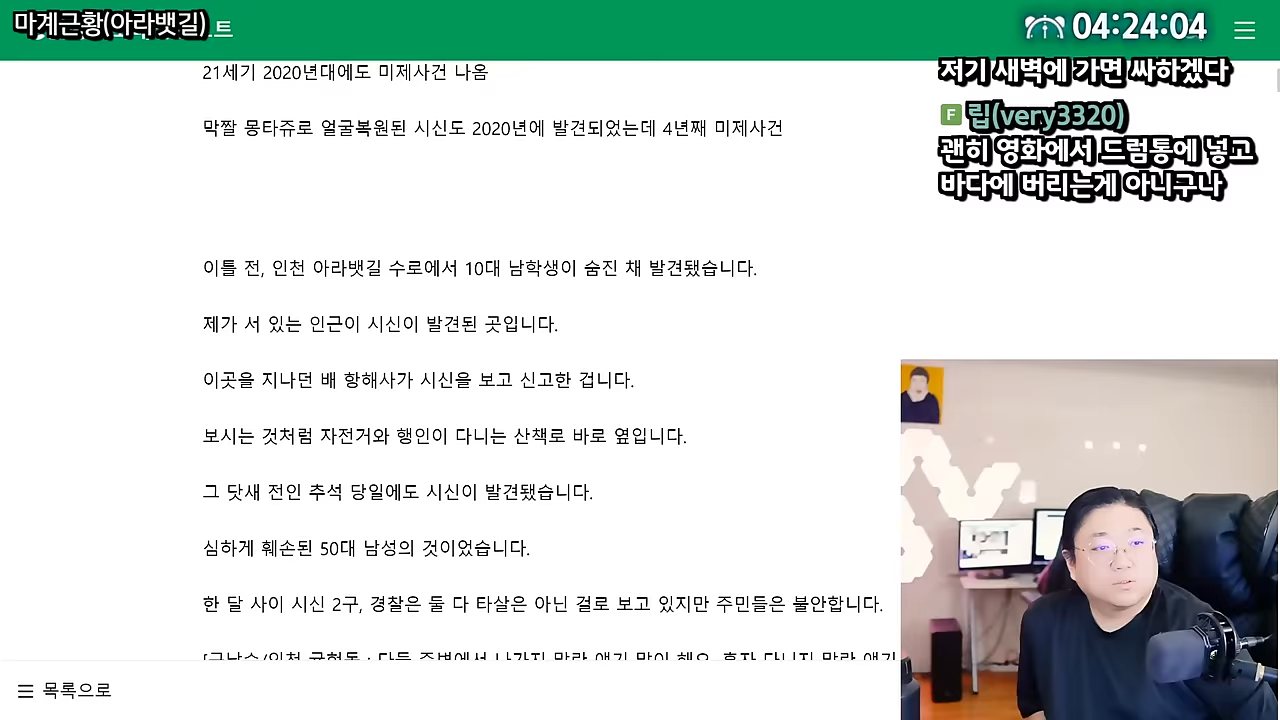 마계근황(아라뱃길)
트
04:24:04
21세기 2020년대에도 미제사건 나옴
막짤 몽타쥬로 얼굴복원된 시신도 2020년에 발견되었는데 4년째 미제사건
저기 새벽에 가면 싸하겠다
F 립(very3320)
괜히 영화에서 드럼통에 넣고
바다에 버리는게 아니구나
이틀 전, 인천 아라뱃길 수로에서 10대 남학생이 숨진 채 발견됐습니다.
제가 서 있는 인근이 시신이 발견된 곳입니다.
이곳을 지나던 배 항해사가 시신을 보고 신고한 겁니다.
보시는 것처럼 자전거와 행인이 다니는 산책로 바로 옆입니다.
그 닷새 전인 추석 당일에도 시신이 발견됐습니다.
심하게 훼손된 50대 남성의 것이었습니다.
한 달 사이 시신 2구, 경찰은 둘 다 타살은 아닌 걸로 보고 있지만 주민들은 불안합니다.
목록으로